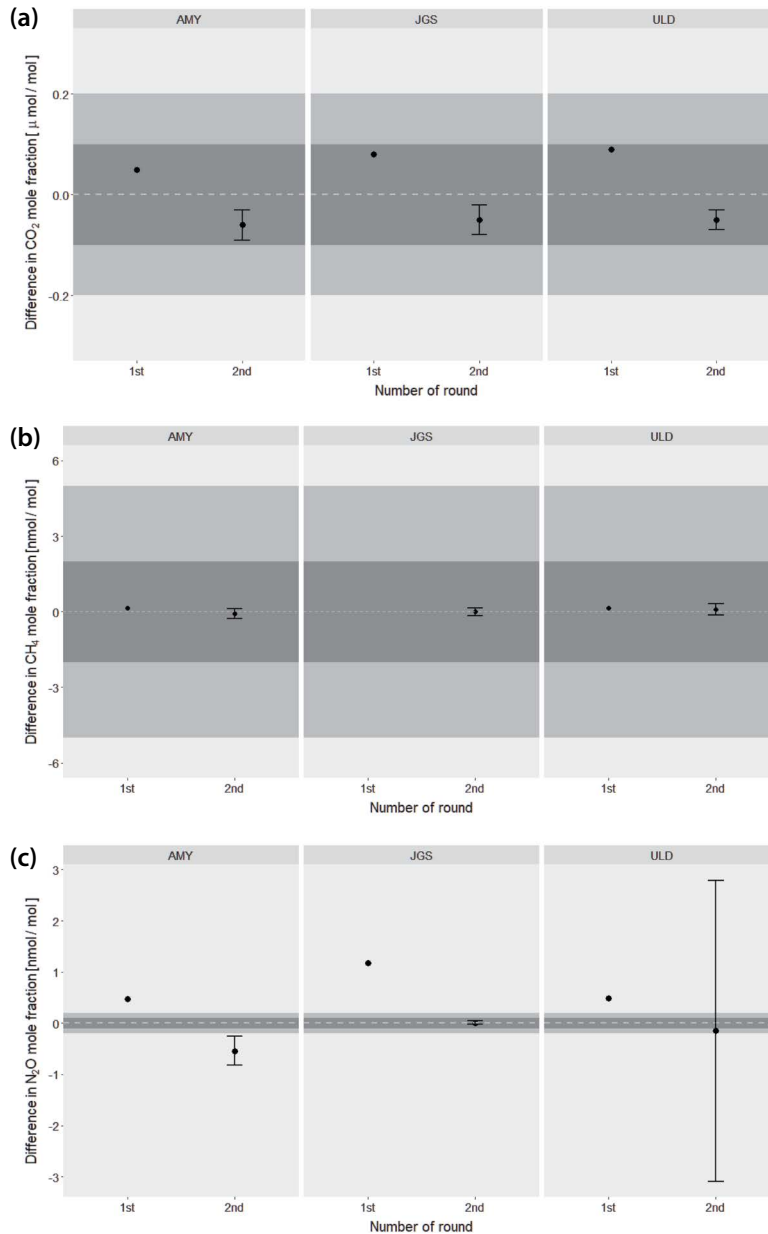 (a)
AMY JGS ULD
Difference in CO₂ mole fraction [ μ mol / mol ]
0.2
0.0
-0.2
1st 2nd 1st 2nd 1st 2nd
Number of round
(b)
AMY JGS ULD
Difference in CH₄ mole fraction [nmol/ mol]
6
3
0
-3
-6
1st 2nd 1st 2nd 1st 2nd
Number of round
(c)
AMY JGS ULD
Difference in N₂O mole fraction [nmol/ mol]
3
2
1
0
-1
-2
-3
1st 2nd 1st 2nd 1st 2nd
Number of round